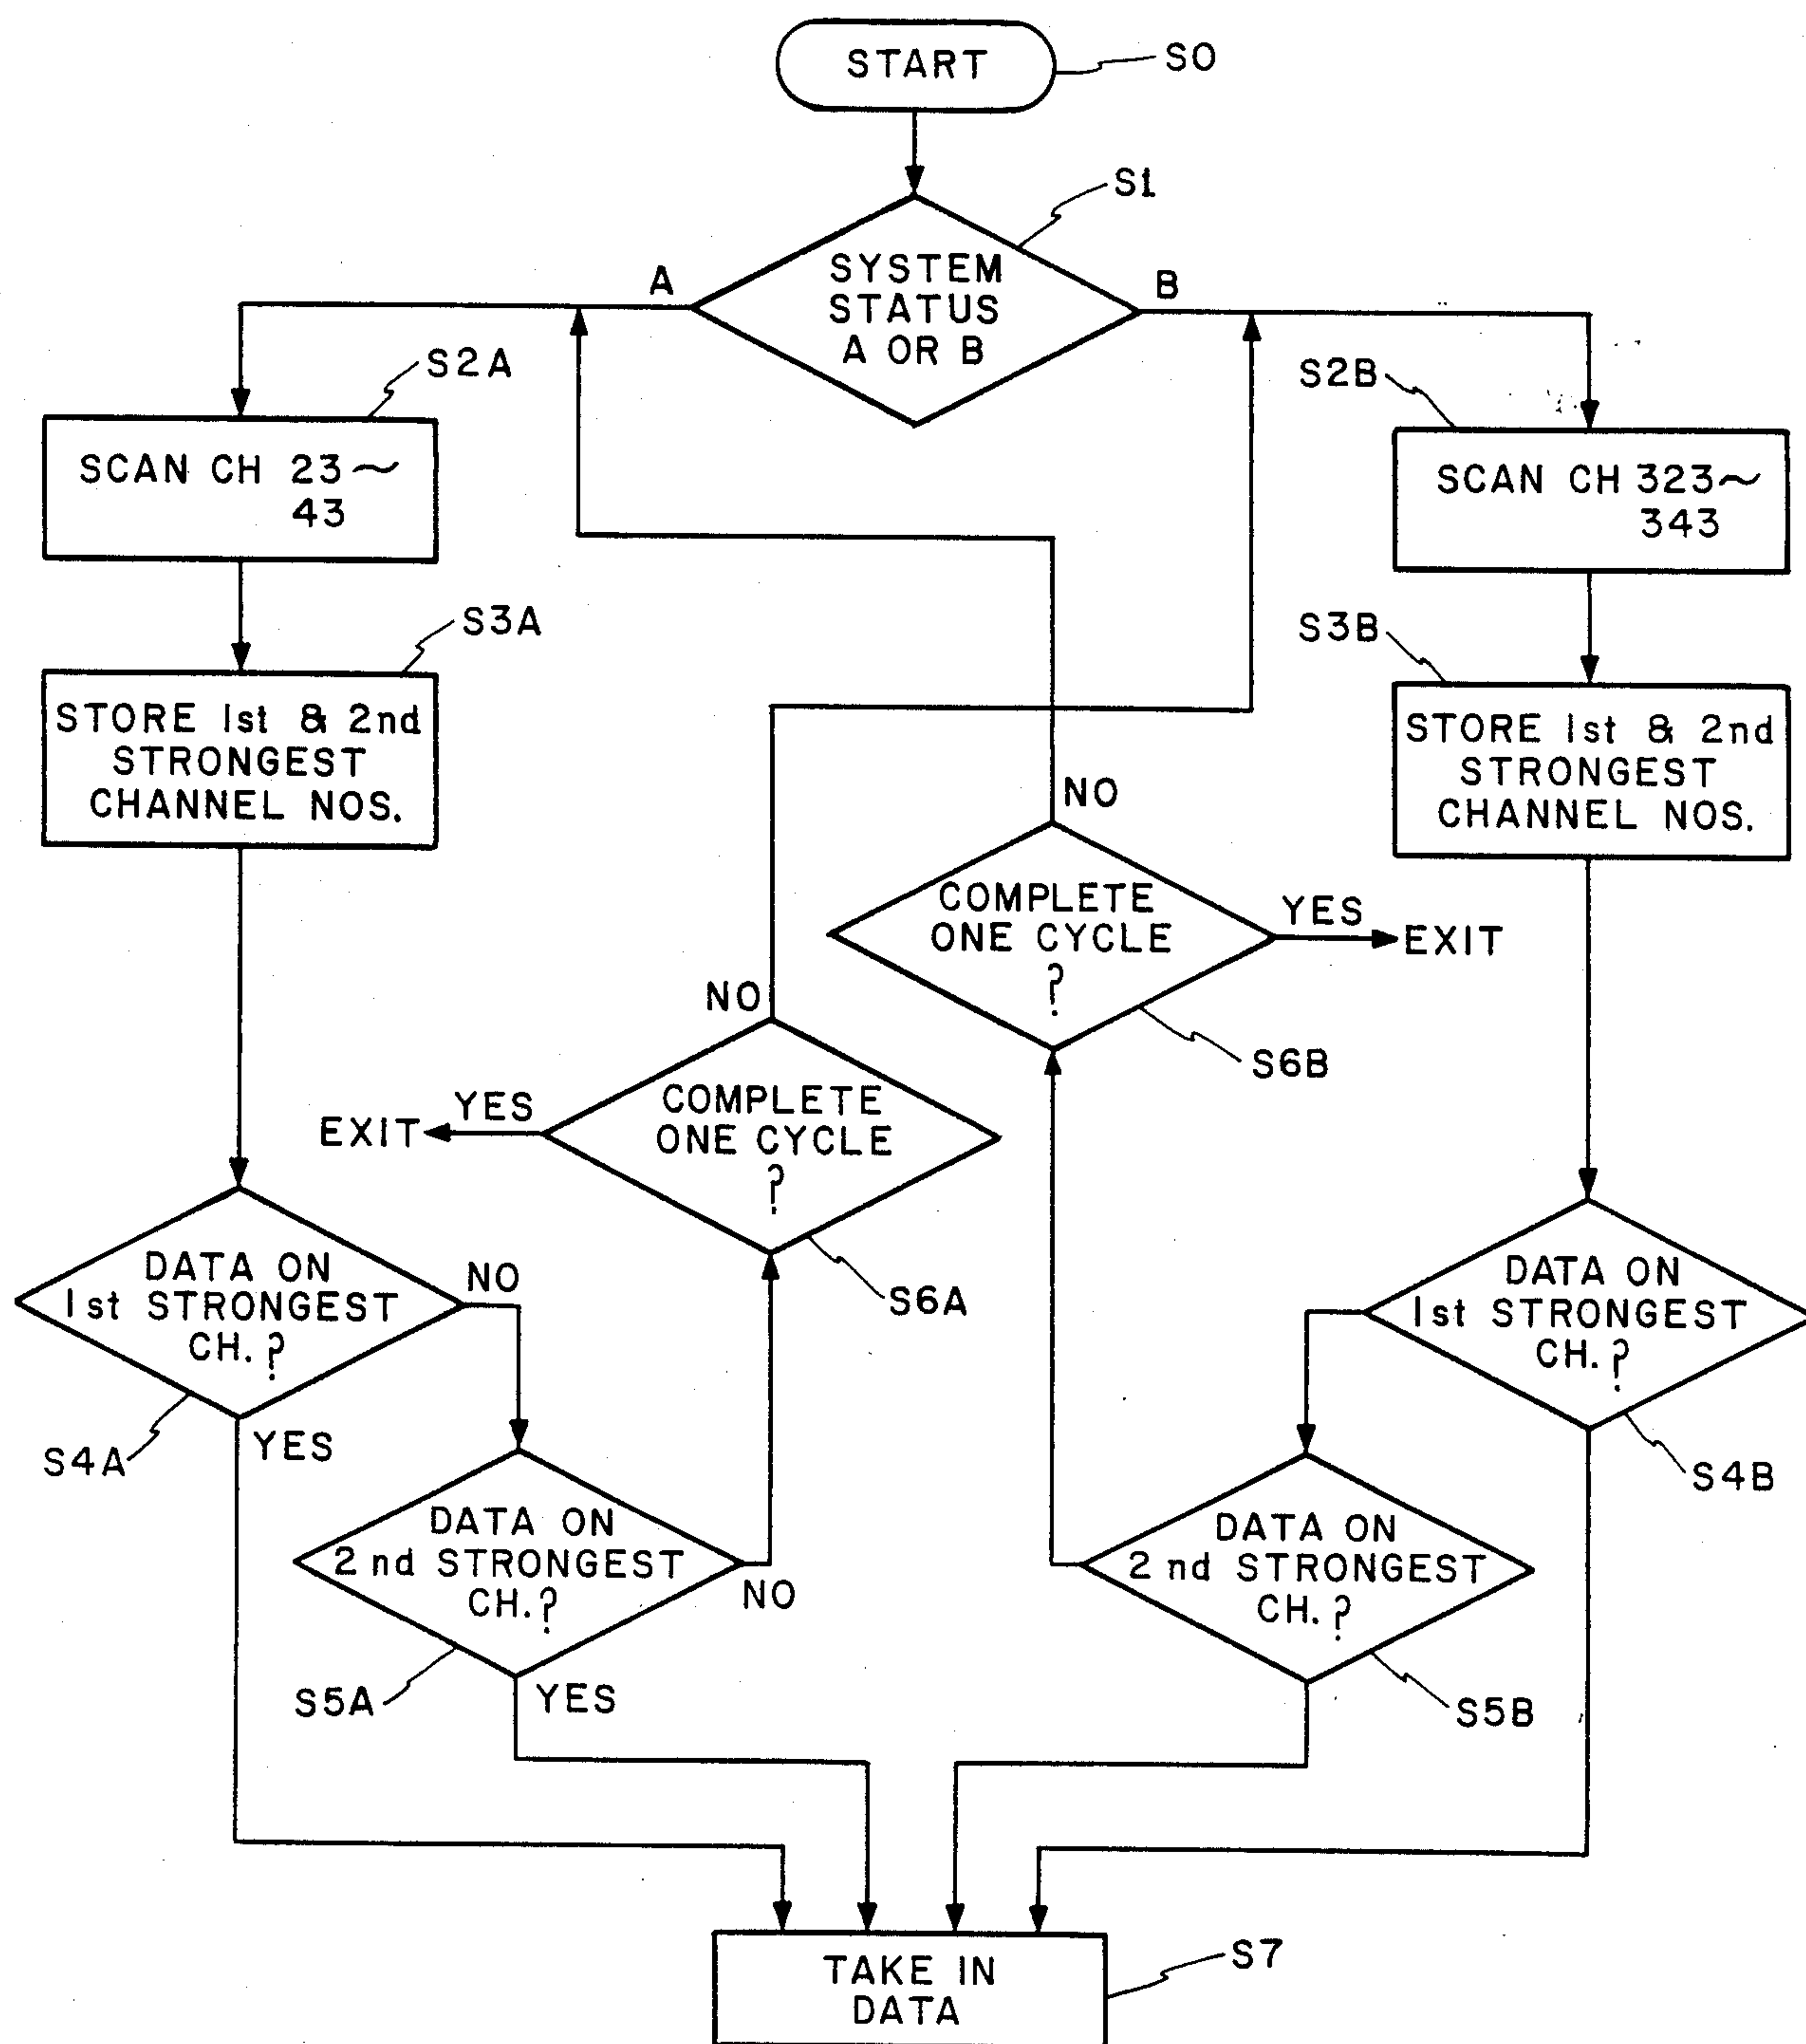 START
S0
S1
SYSTEM
STATUS
A OR B
A
B
S2A
SCAN CH 23~
43
S2B
SCAN CH 323~
343
S3A
STORE 1st & 2nd
STRONGEST
CHANNEL NOS.
S3B
STORE 1st & 2nd
STRONGEST
CHANNEL NOS.
NO
COMPLETE
ONE CYCLE
?
YES
EXIT
S6B
NO
COMPLETE
ONE CYCLE
?
YES
EXIT
S6A
DATA ON
1st STRONGEST
CH.?
NO
YES
S4A
DATA ON
1st STRONGEST
CH.?
S4B
DATA ON
2nd STRONGEST
CH.?
NO
YES
S5A
DATA ON
2nd STRONGEST
CH.?
S5B
TAKE IN
DATA
S7